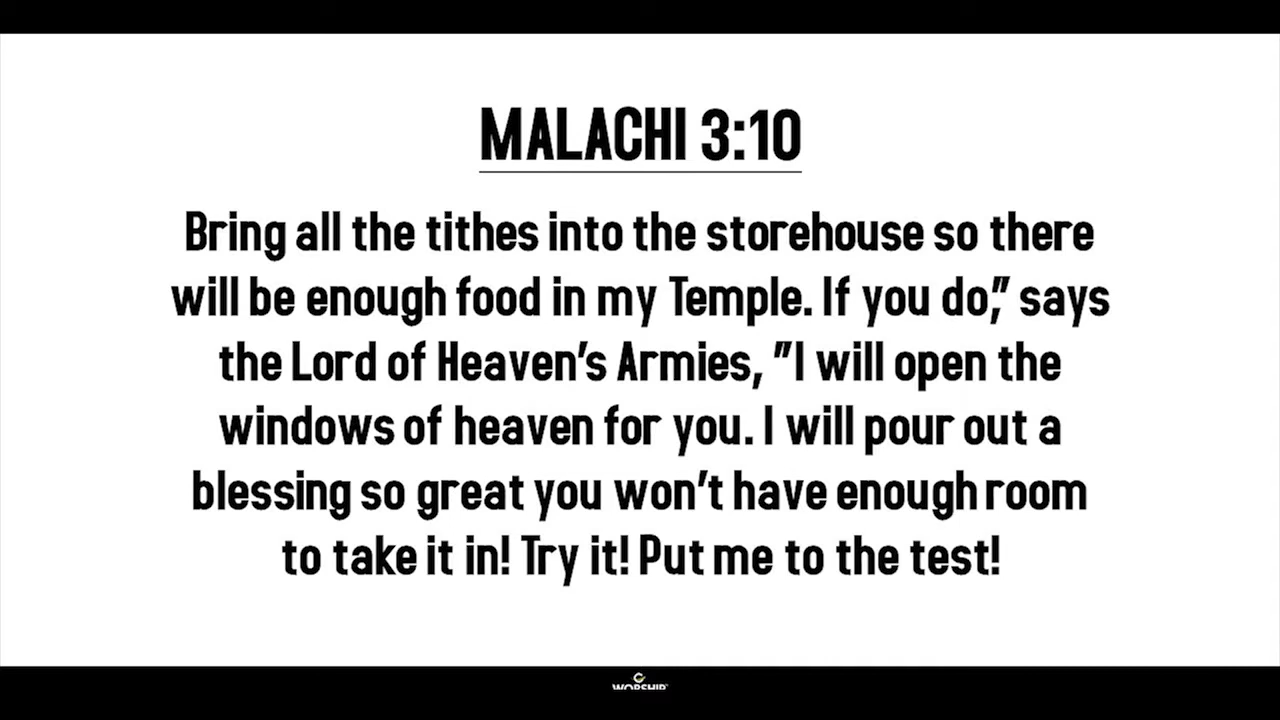 MALACHI 3:10
Bring all the tithes into the storehouse so there
will be enough food in my Temple. If you do,” says
the Lord of Heaven’s Armies, ”I will open the
windows of heaven for you. I will pour out a
blessing so great you won’t have enough room
to take it in! Try it! Put me to the test!
WORSHIP